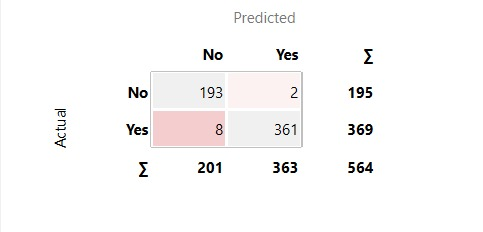 Predicted
No Yes ∑
No 193 2 195
Actual
Yes 8 361 369
∑ 201 363 564